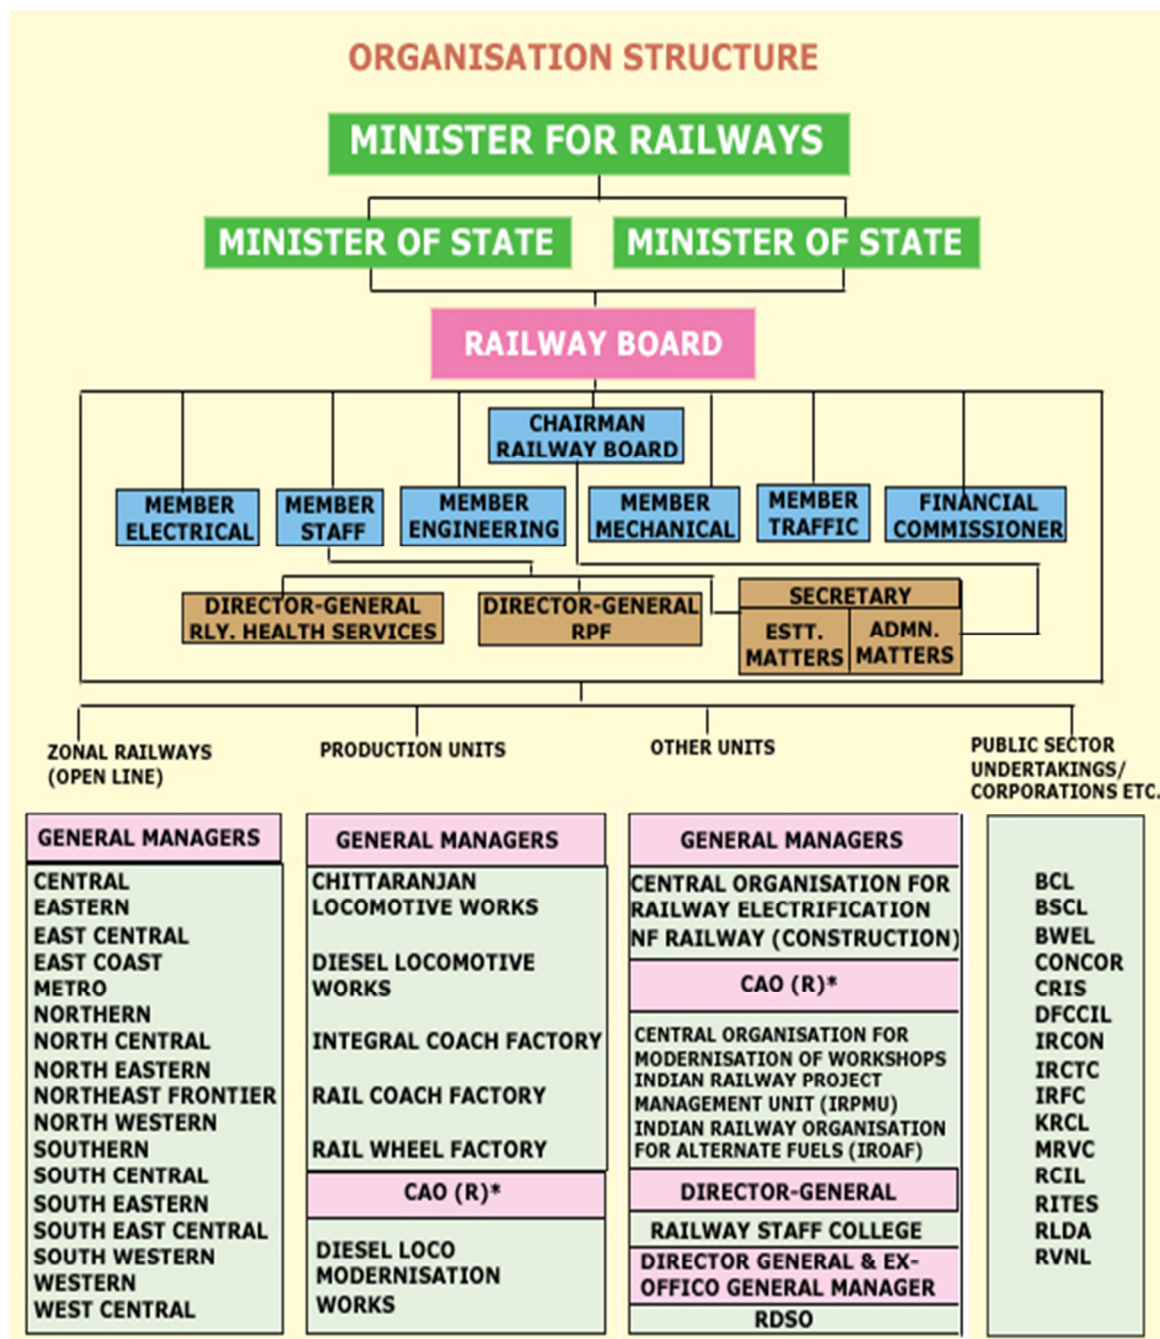 ORGANISATION STRUCTURE
MINISTER FOR RAILWAYS
MINISTER OF STATE
MINISTER OF STATE
RAILWAY BOARD
CHAIRMAN
RAILWAY BOARD
MEMBER
ELECTRICAL
MEMBER
STAFF
MEMBER
ENGINEERING
MEMBER
MECHANICAL
MEMBER
TRAFFIC
FINANCIAL
COMMISSIONER
DIRECTOR-GENERAL
RLY. HEALTH SERVICES
DIRECTOR-GENERAL
RPF
SECRETARY
ESTT.
MATTERS
ADMN.
MATTERS
ZONAL RAILWAYS
(OPEN LINE)
GENERAL MANAGERS
CENTRAL
EASTERN
EAST CENTRAL
EAST COAST
METRO
NORTHERN
NORTH CENTRAL
NORTH EASTERN
NORTHEAST FRONTIER
NORTH WESTERN
SOUTHERN
SOUTH CENTRAL
SOUTH EASTERN
SOUTH EAST CENTRAL
SOUTH WESTERN
WESTERN
WEST CENTRAL
PRODUCTION UNITS
GENERAL MANAGERS
CHITTARANJAN
LOCOMOTIVE WORKS
DIESEL LOCOMOTIVE
WORKS
INTEGRAL COACH FACTORY
RAIL COACH FACTORY
RAIL WHEEL FACTORY
CAO (R)*
DIESEL LOCO
MODERNISATION
WORKS
OTHER UNITS
GENERAL MANAGERS
CENTRAL ORGANISATION FOR
RAILWAY ELECTRIFICATION
NF RAILWAY (CONSTRUCTION)
CAO (R)*
CENTRAL ORGANISATION FOR
MODERNISATION OF WORKSHOPS
INDIAN RAILWAY PROJECT
MANAGEMENT UNIT (IRPMU)
INDIAN RAILWAY ORGANISATION
FOR ALTERNATE FUELS (IROAF)
DIRECTOR-GENERAL
RAILWAY STAFF COLLEGE
DIRECTOR GENERAL & EX-
OFFICO GENERAL MANAGER
RDSO
PUBLIC SECTOR
UNDERTAKINGS/
CORPORATIONS ETC.
BCL
BSCL
BWEL
CONCOR
CRIS
DFCCIL
IRCON
IRCTC
IRFC
KRCL
MRVC
RCIL
RITES
RLDA
RVNL